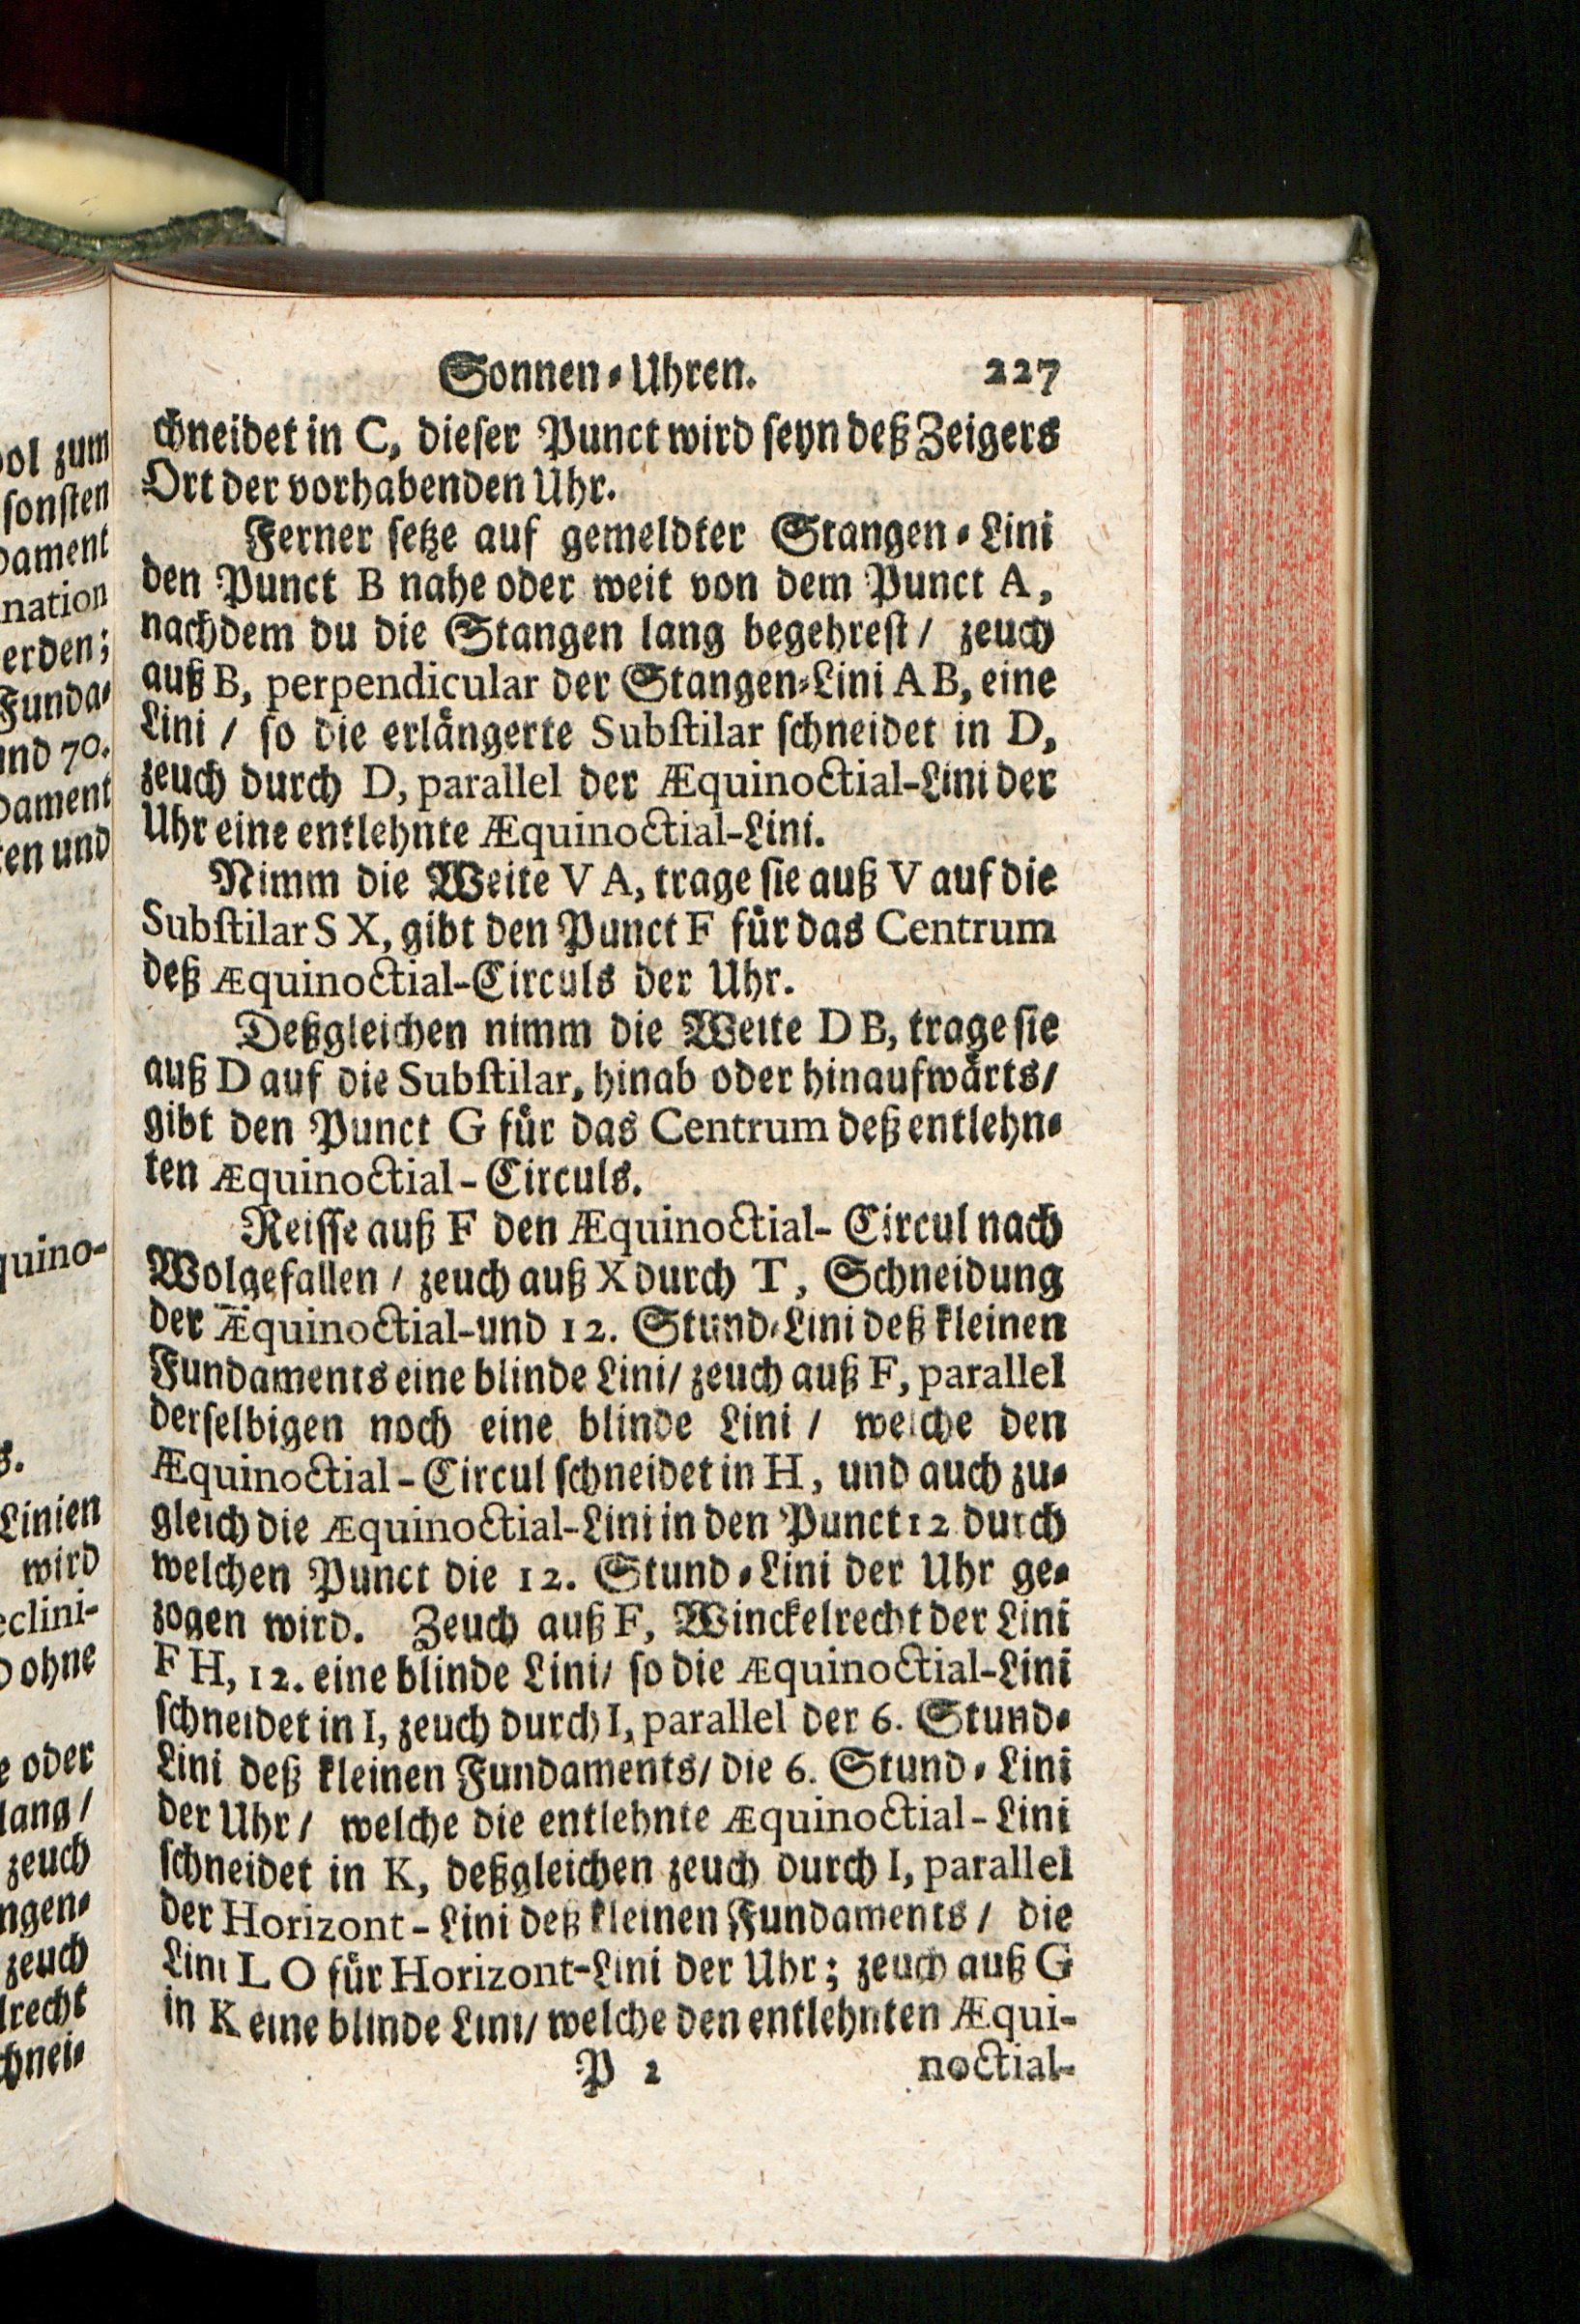 Sonnen-Uhren. 227
chneidet in C, dieser Punct wird seyn deß Zeigers
Ort der vorhabenden Uhr.
Ferner setze auf gemeldter Stangen-Lini
den Punct B nahe oder weit von dem Punct A,
nachdem du die Stangen lang begehrest / zeuch
auß B, perpendicular der Stangen-Lini A B, eine
Lini / so die erlängerte Substilar schneidet in D,
zeuch durch D, parallel der Æquinoctial-Lini der
Uhr eine entlehnte Æquinoctial-Lini.
Nimm die Weite V A, trage sie auß V auf die
Substilar S X, gibt den Punct F für das Centrum
deß Æquinoctial-Circuls der Uhr.
Deßgleichen nimm die Weite D B, trage sie
auß D auf die Substilar, hinab oder hinaufwärts /
gibt den Punct G für das Centrum deß entlehn-
ten Æquinoctial-Circuls.
Reisse auß F den Æquinoctial-Circul nach
Wolgefallen / zeuch auß X durch T, Schneidung
der Æquinoctial-und 12. Stund-Lini deß kleinen
Fundaments eine blinde Lini / zeuch auß F, parallel
derselbigen noch eine blinde Lini / welche den
Æquinoctial-Circul schneidet in H, und auch zu-
gleich die Æquinoctial-Lini in den Punct 12 durch
welchen Punct die 12. Stund-Lini der Uhr ge-
zogen wird. Zeuch auß F, Winckelrecht der Lini
F H, 12. eine blinde Lini / so die Æquinoctial-Lini
schneidet in I, zeuch durch I, parallel der 6. Stund-
Lini deß kleinen Fundaments / die 6. Stund-Lini
der Uhr / welche die entlehnte Æquinoctial-Lini
schneidet in K, deßgleichen zeuch durch I, parallel
der Horizont-Lini deß kleinen Fundaments / die
Lini L O für Horizont-Lini der Uhr; zeuch auß G
in K eine blinde Lini / welche den entlehnten Æqui-
P 2 noctial-